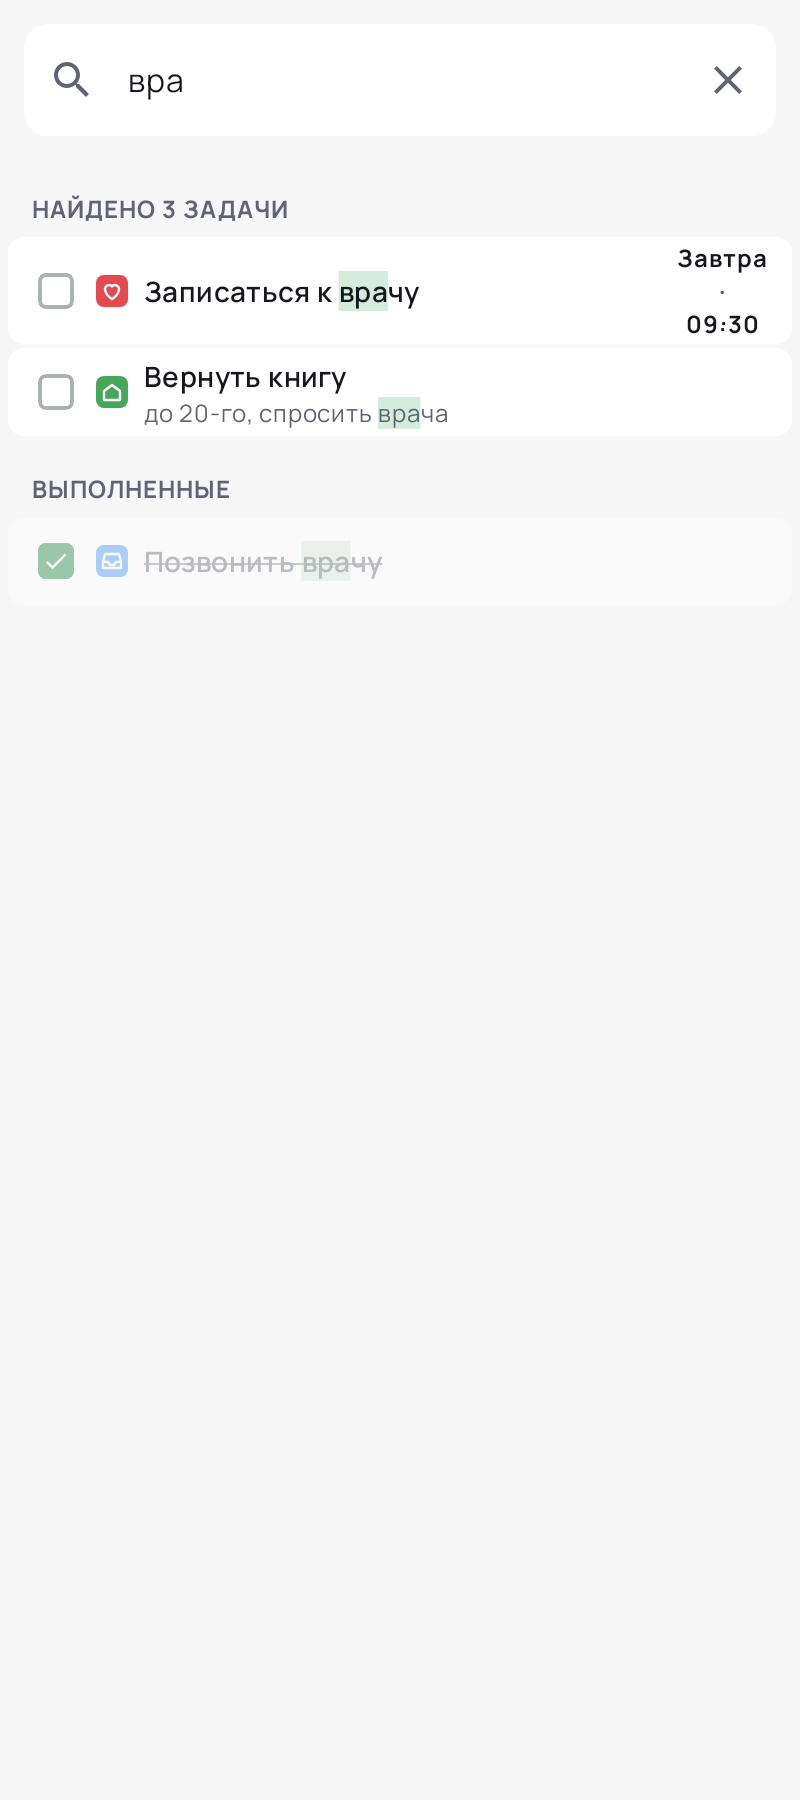 вра
НАЙДЕНО 3 ЗАДАЧИ
Записаться к врачу
Завтра
·
09:30
Вернуть книгу
до 20-го, спросить врача
ВЫПОЛНЕННЫЕ
Позвонить врачу